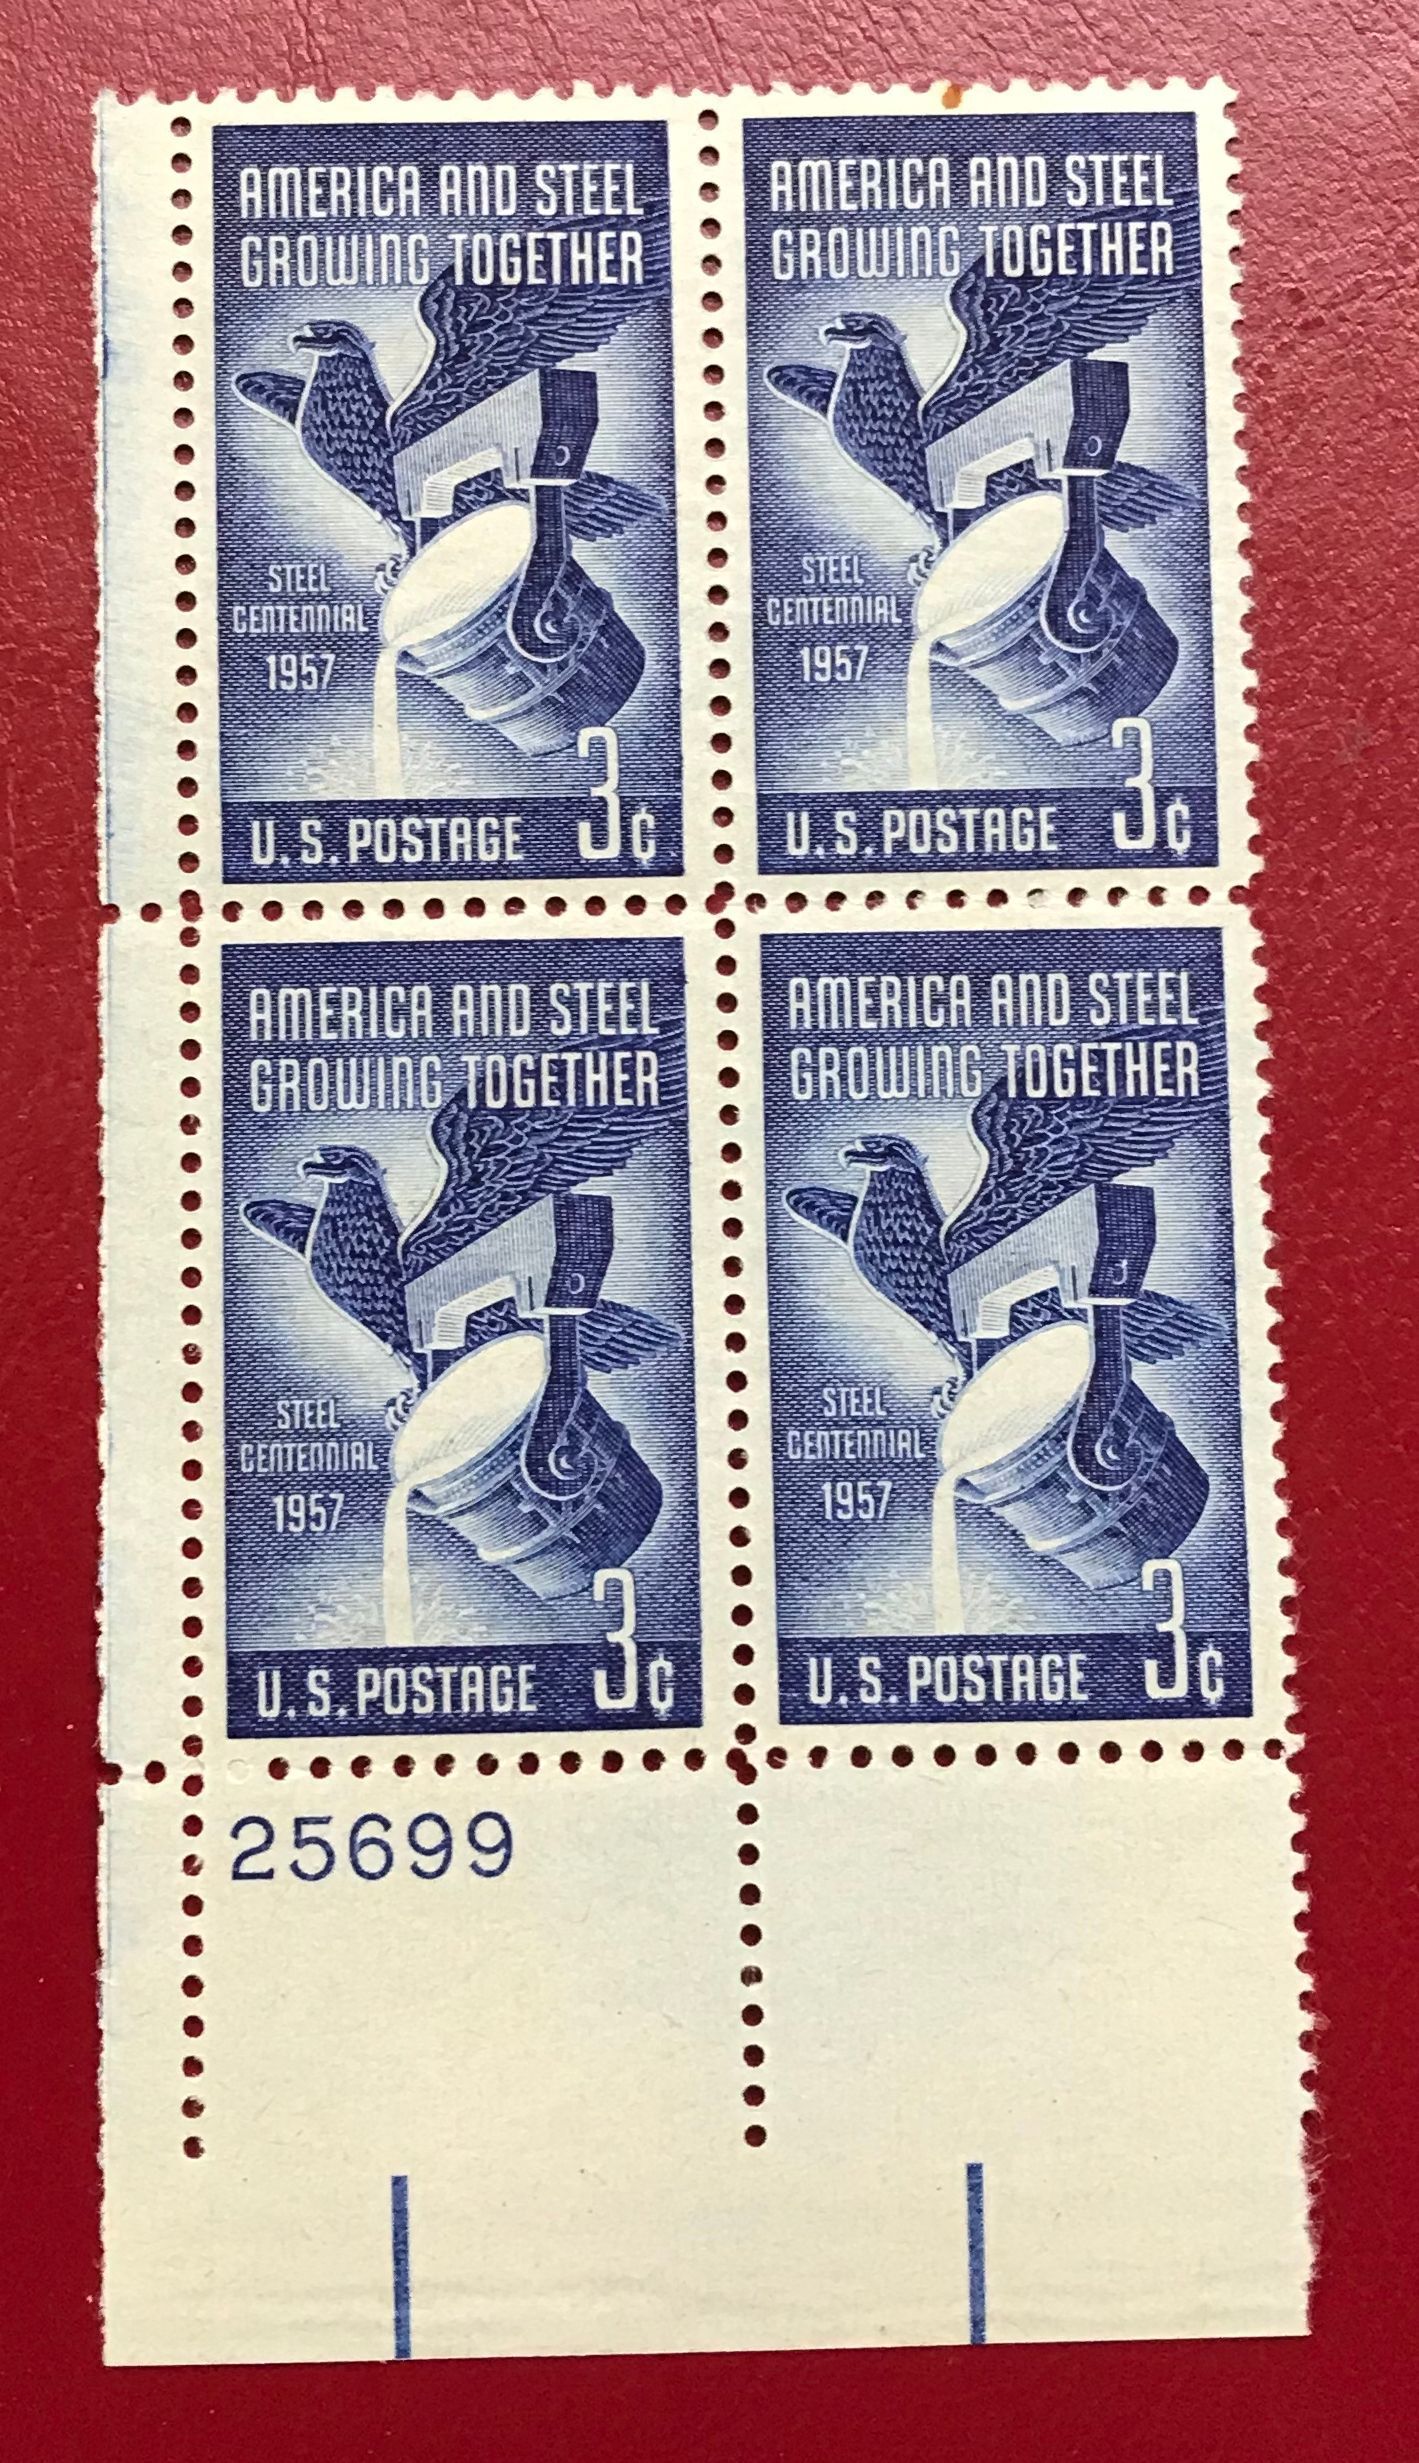 AMERICA AND STEEL
GROWING TOGETHER
STEEL
CENTENNIAL
1957
3¢
U.S. POSTAGE
AMERICA AND STEEL
GROWING TOGETHER
STEEL
CENTENNIAL
1957
3¢
U.S. POSTAGE
AMERICA AND STEEL
GROWING TOGETHER
STEEL
CENTENNIAL
1957
3¢
U.S. POSTAGE
AMERICA AND STEEL
GROWING TOGETHER
STEEL
CENTENNIAL
1957
3¢
U.S. POSTAGE
25699